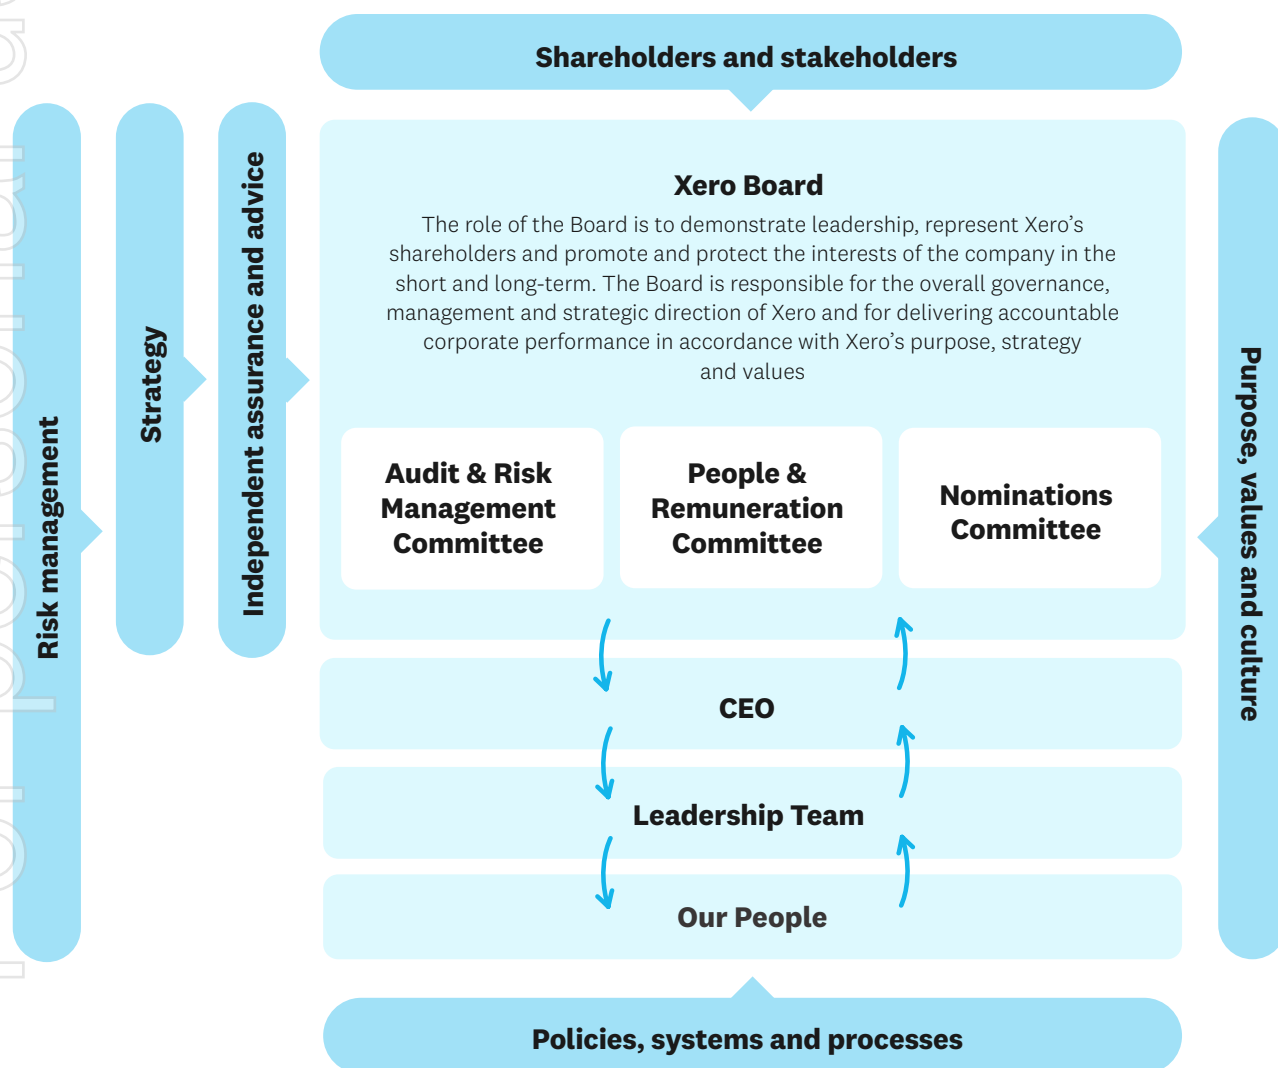 Shareholders and stakeholders
Risk management
Strategy
Independent assurance and advice
Xero Board
The role of the Board is to demonstrate leadership, represent Xero’s
shareholders and promote and protect the interests of the company in the
short and long-term. The Board is responsible for the overall governance,
management and strategic direction of Xero and for delivering accountable
corporate performance in accordance with Xero’s purpose, strategy
and values
Audit & Risk
Management
Committee
People &
Remuneration
Committee
Nominations
Committee
CEO
Leadership Team
Our People
Purpose, values and culture
Policies, systems and processes